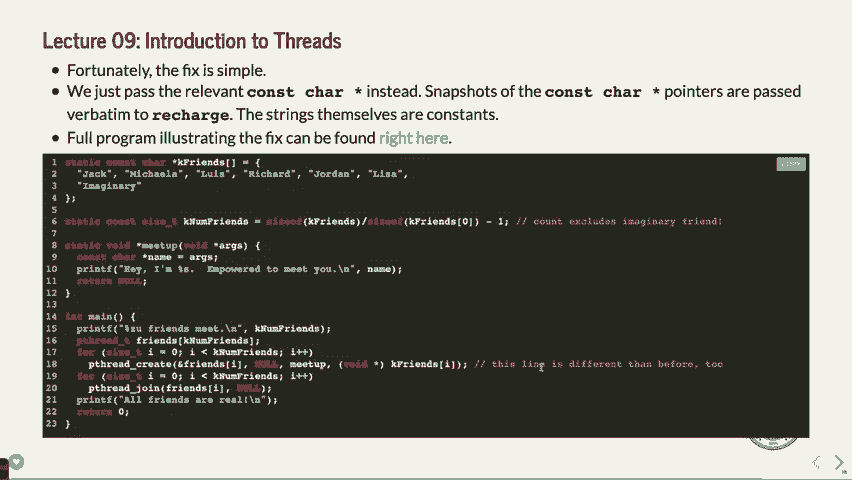 Lecture 09: Introduction to Threads
Fortunately, the fix is simple.
We just pass the relevant const char * instead. Snapshots of the const char * pointers are passed
verbatim to recharge. The strings themselves are constants.
Full program illustrating the fix can be found right here.
1 static const char *kFriends[] = {
2 "Jack", "Michaela", "Luis", "Richard", "Jordan", "Lisa",
3 "Imaginary"
4 };
5
6 static const size_t kNumFriends = sizeof(kFriends)/sizeof(kFriends[0]) - 1; // count excludes imaginary friend!
7
8 static void *meetup(void *args) {
9 const char *name = args;
10 printf("Hey, I'm %s.  Empowered to meet you.\n", name);
11 return NULL;
12 }
13
14 int main() {
15 printf("%zu friends meet.\n", kNumFriends);
16 pthread_t friends[kNumFriends];
17 for (size_t i = 0; i < kNumFriends; i++)
18 pthread_create(&friends[i], NULL, meetup, (void *) kFriends[i]); // this line is different than before, too
19 for (size_t i = 0; i < kNumFriends; i++)
20 pthread_join(friends[i], NULL);
21 printf("All friends are real!\n");
22 return 0;
23 }